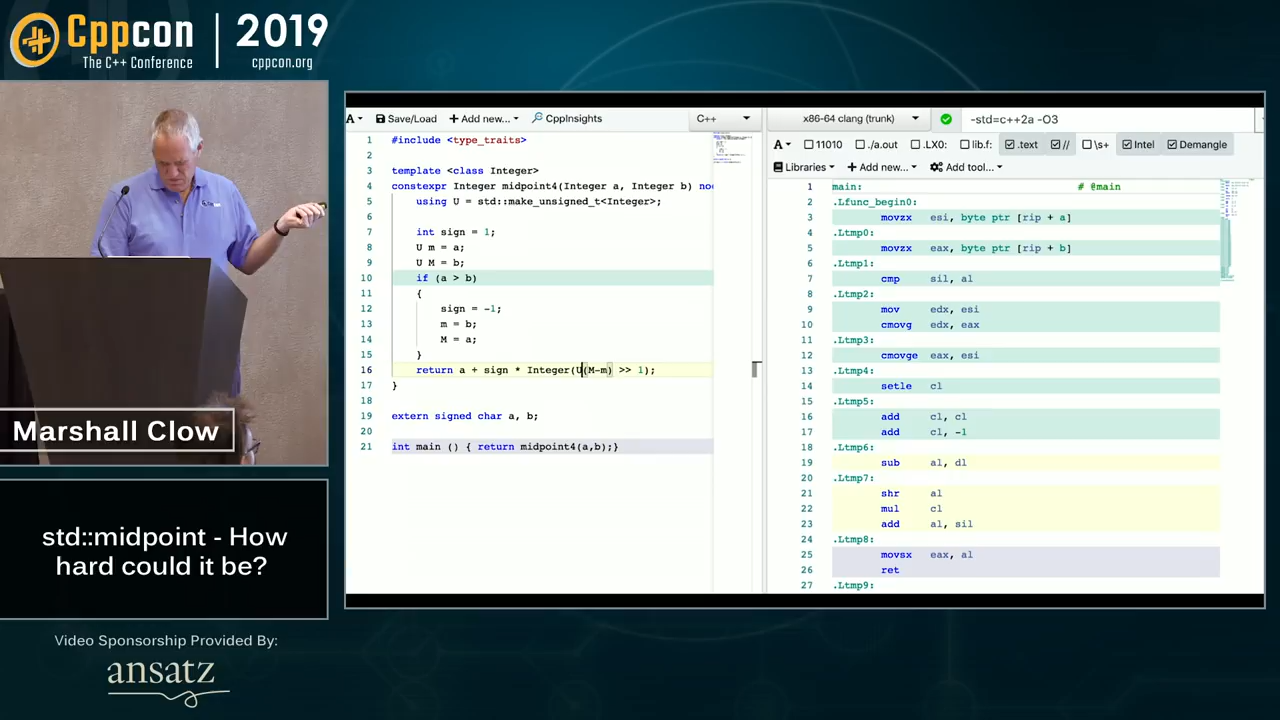 Cppcon
The C++ Conference
2019
cppcon.org
Marshall Clow
std::midpoint - How
hard could it be?
Video Sponsorship Provided By:
ansatz
A
Save/Load
+ Add new...
CppInsights
C++
1 #include <type_traits>
2
3 template <class Integer>
4 constexpr Integer midpoint4(Integer a, Integer b) noe
5 using U = std::make_unsigned_t<Integer>;
6
7 int sign = 1;
8 U m = a;
9 U M = b;
10 if (a > b)
11 {
12 sign = -1;
13 m = b;
14 M = a;
15 }
16 return a + sign * Integer(U(M-m) >> 1);
17 }
18
19 extern signed char a, b;
20
21 int main () { return midpoint4(a,b);}
x86-64 clang (trunk)
-std=c++2a -O3
A
11010
./a.out
.LX0:
lib.f:
.text
//
\s+
Intel
Demangle
Libraries
+ Add new...
Add tool...
1 main: # @main
2 .Lfunc_begin0:
3 movzx esi, byte ptr [rip + a]
4 .Ltmp0:
5 movzx eax, byte ptr [rip + b]
6 .Ltmp1:
7 cmp sil, al
8 .Ltmp2:
9 mov edx, esi
10 cmovg edx, eax
11 .Ltmp3:
12 cmovge eax, esi
13 .Ltmp4:
14 setle cl
15 .Ltmp5:
16 add cl, cl
17 add cl, -1
18 .Ltmp6:
19 sub al, dl
20 .Ltmp7:
21 shr al
22 mul cl
23 add al, sil
24 .Ltmp8:
25 movsx eax, al
26 ret
27 .Ltmp9: